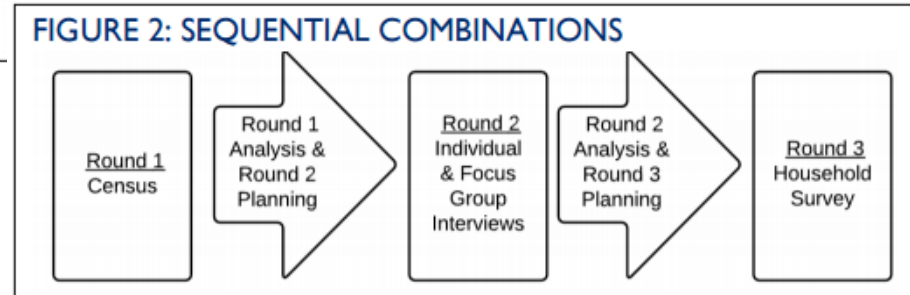 FIGURE 2: SEQUENTIAL COMBINATIONS
Round 1
Census
Round 1
Analysis &
Round 2
Planning
Round 2
Individual
& Focus
Group
Interviews
Round 2
Analysis &
Round 3
Planning
Round 3
Household
Survey